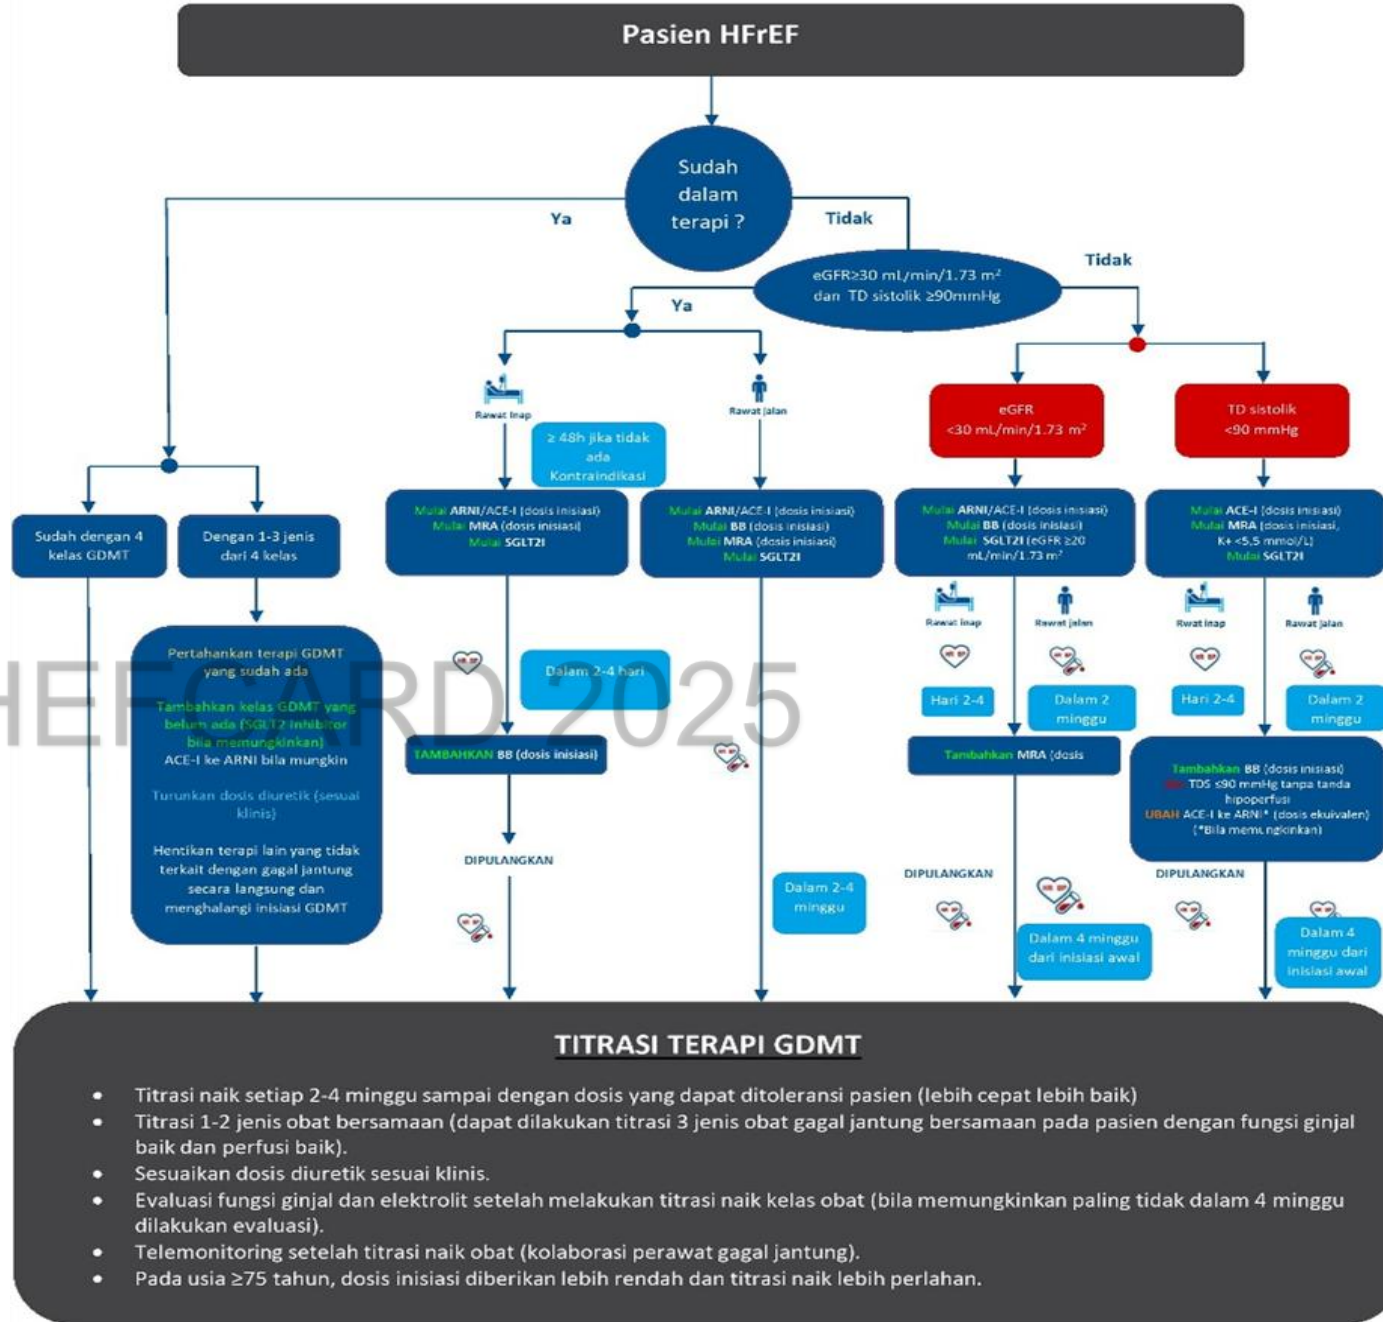 Pasien HFrEF
Sudah
dalam
terapi ?
Ya
Tidak
eGFR≥30 mL/min/1.73 m²
dan TD sistolik ≥90mmHg
Ya
Tidak
Rawat Inap
Rawat Jalan
≥ 48h jika tidak
ada
Kontraindikasi
eGFR
<30 mL/min/1.73 m²
TD sistolik
<90 mmHg
Sudah dengan 4
kelas GDMT
Dengan 1-3 jenis
dari 4 kelas
Mulai ARNI/ACE-I (dosis inisiasi)
Mulai MRA (dosis inisiasi)
Mulai SGLT2I
Mulai ARNI/ACE-I (dosis inisiasi)
Mulai BB (dosis inisiasi)
Mulai MRA (dosis inisiasi)
Mulai SGLT2I
Mulai ARNI/ACE-I (dosis inisiasi)
Mulai BB (dosis inisiasi)
Mulai SGLT2I (eGFR ≥20
mL/min/1.73 m²
Mulai ACE-I (dosis inisiasi)
Mulai MRA (dosis inisiasi,
K+ <5,5 mmol/L)
Mulai SGLT2I
Rawat inap
Rawat jalan
Rwat inap
Rawat jalan
Pertahankan terapi GDMT
yang sudah ada
Tambahkan kelas GDMT yang
belum ada (SGLT2 inhibitor
bila memungkinkan)
ACE-I ke ARNI bila mungkin
Turunkan dosis diuretik (sesuai
klinis)
Hentikan terapi lain yang tidak
terkait dengan gagal jantung
secara langsung dan
menghalangi inisiasi GDMT
HR BP
Dalam 2-4 hari
Hari 2-4
Dalam 2
minggu
Hari 2-4
Dalam 2
minggu
HEFCARD 2025
TAMBAHKAN BB (dosis inisiasi)
Tambahkan MRA (dosis
Tambahkan BB (dosis inisiasi)
TDS ≤90 mmHg tanpa tanda
hipoperfusi
UBAH ACE-I ke ARNI* (dosis ekuivalen)
(*Bila memungkinkan)
DIPULANGKAN
DIPULANGKAN
DIPULANGKAN
Dalam 2-4
minggu
Dalam 4 minggu
dari inisiasi awal
Dalam 4
minggu dari
inisiasi awal
TITRASI TERAPI GDMT
• Titrasi naik setiap 2-4 minggu sampai dengan dosis yang dapat ditoleransi pasien (lebih cepat lebih baik)
• Titrasi 1-2 jenis obat bersamaan (dapat dilakukan titrasi 3 jenis obat gagal jantung bersamaan pada pasien dengan fungsi ginjal
baik dan perfusi baik).
• Sesuaikan dosis diuretik sesuai klinis.
• Evaluasi fungsi ginjal dan elektrolit setelah melakukan titrasi naik kelas obat (bila memungkinkan paling tidak dalam 4 minggu
dilakukan evaluasi).
• Telemonitoring setelah titrasi naik obat (kolaborasi perawat gagal jantung).
• Pada usia ≥75 tahun, dosis inisiasi diberikan lebih rendah dan titrasi naik lebih perlahan.